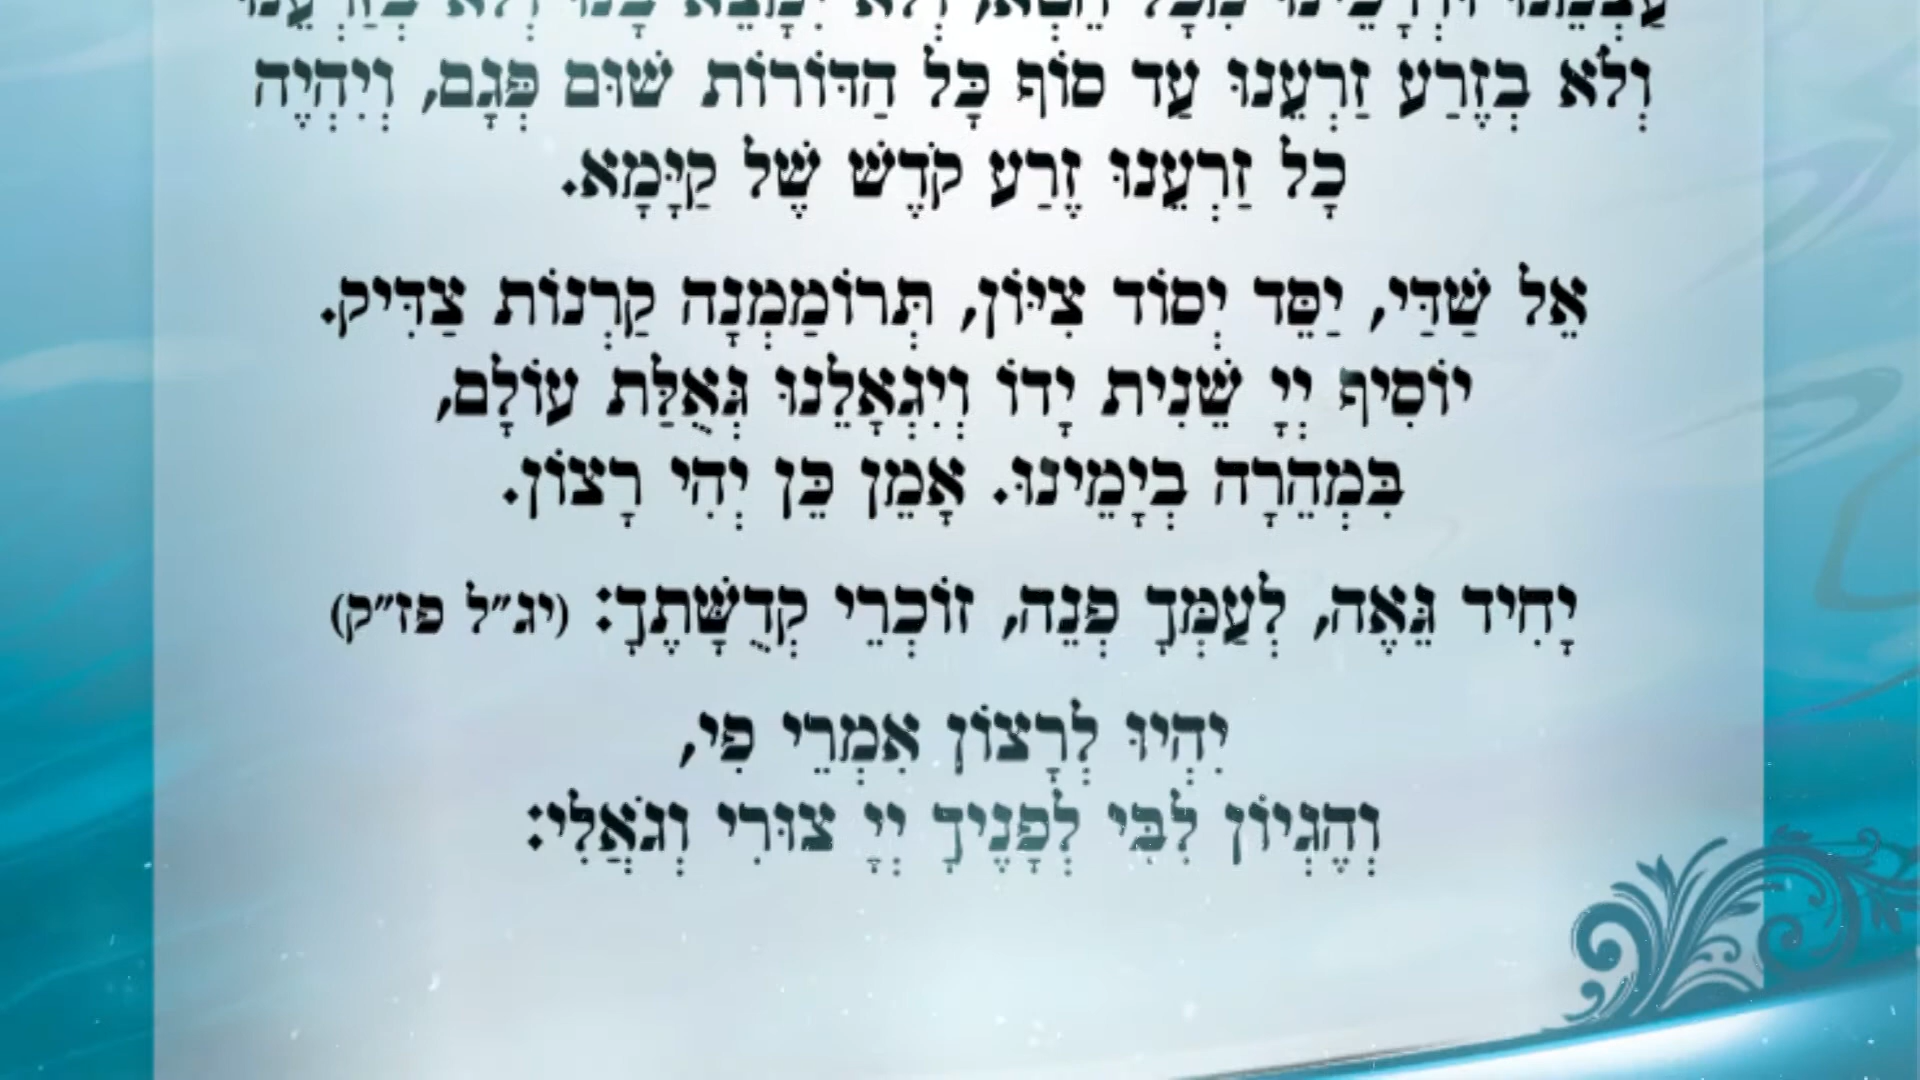 וְלֹא בְזֶרַע זַרְעֵנוּ עַד סוֹף כָּל הַדּוֹרוֹת שׁוּם פְּגָם, וְיִהְיֶה
כָל זַרְעֵנוּ זֶרַע קֹדֶשׁ שֶׁל קַיָּמָא.
אֵל שַׁדַּי, יַסֵּד יְסוֹד צִיּוֹן, תְּרוֹמַמְנָה קַרְנוֹת צַדִּיק.
יוֹסִיף יְיָ שֵׁנִית יָדוֹ וְיִגְאָלֵנוּ גְּאֻלַּת עוֹלָם,
בִּמְהֵרָה בְיָמֵינוּ. אָמֵן כֵּן יְהִי רָצוֹן.
יָחִיד גֵּאֶה, לְעַמְּךָ פְּנֵה, זוֹכְרֵי קְדֻשָּׁתֶךָ: (יג״ל פז״ק)
יִהְיוּ לְרָצוֹן אִמְרֵי פִי,
וְהֶגְיוֹן לִבִּי לְפָנֶיךָ יְיָ צוּרִי וְגֹאֲלִי: